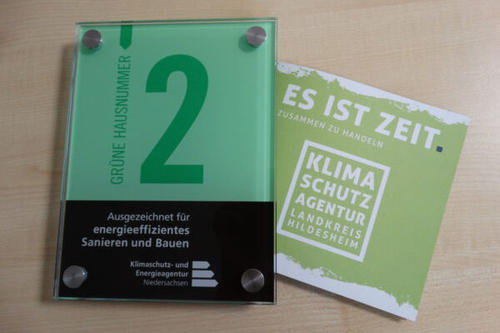 GRÜNE HAUSNUMMER
2
Ausgezeichnet für
energieeffizientes
Sanieren und Bauen
Klimaschutz- und
Energieagentur
Niedersachsen
ES IST ZEIT.
ZUSAMMEN ZU HANDELN
KLIMA
SCHUTZ
AGENTUR
LANDKREIS
HILDESHEIM